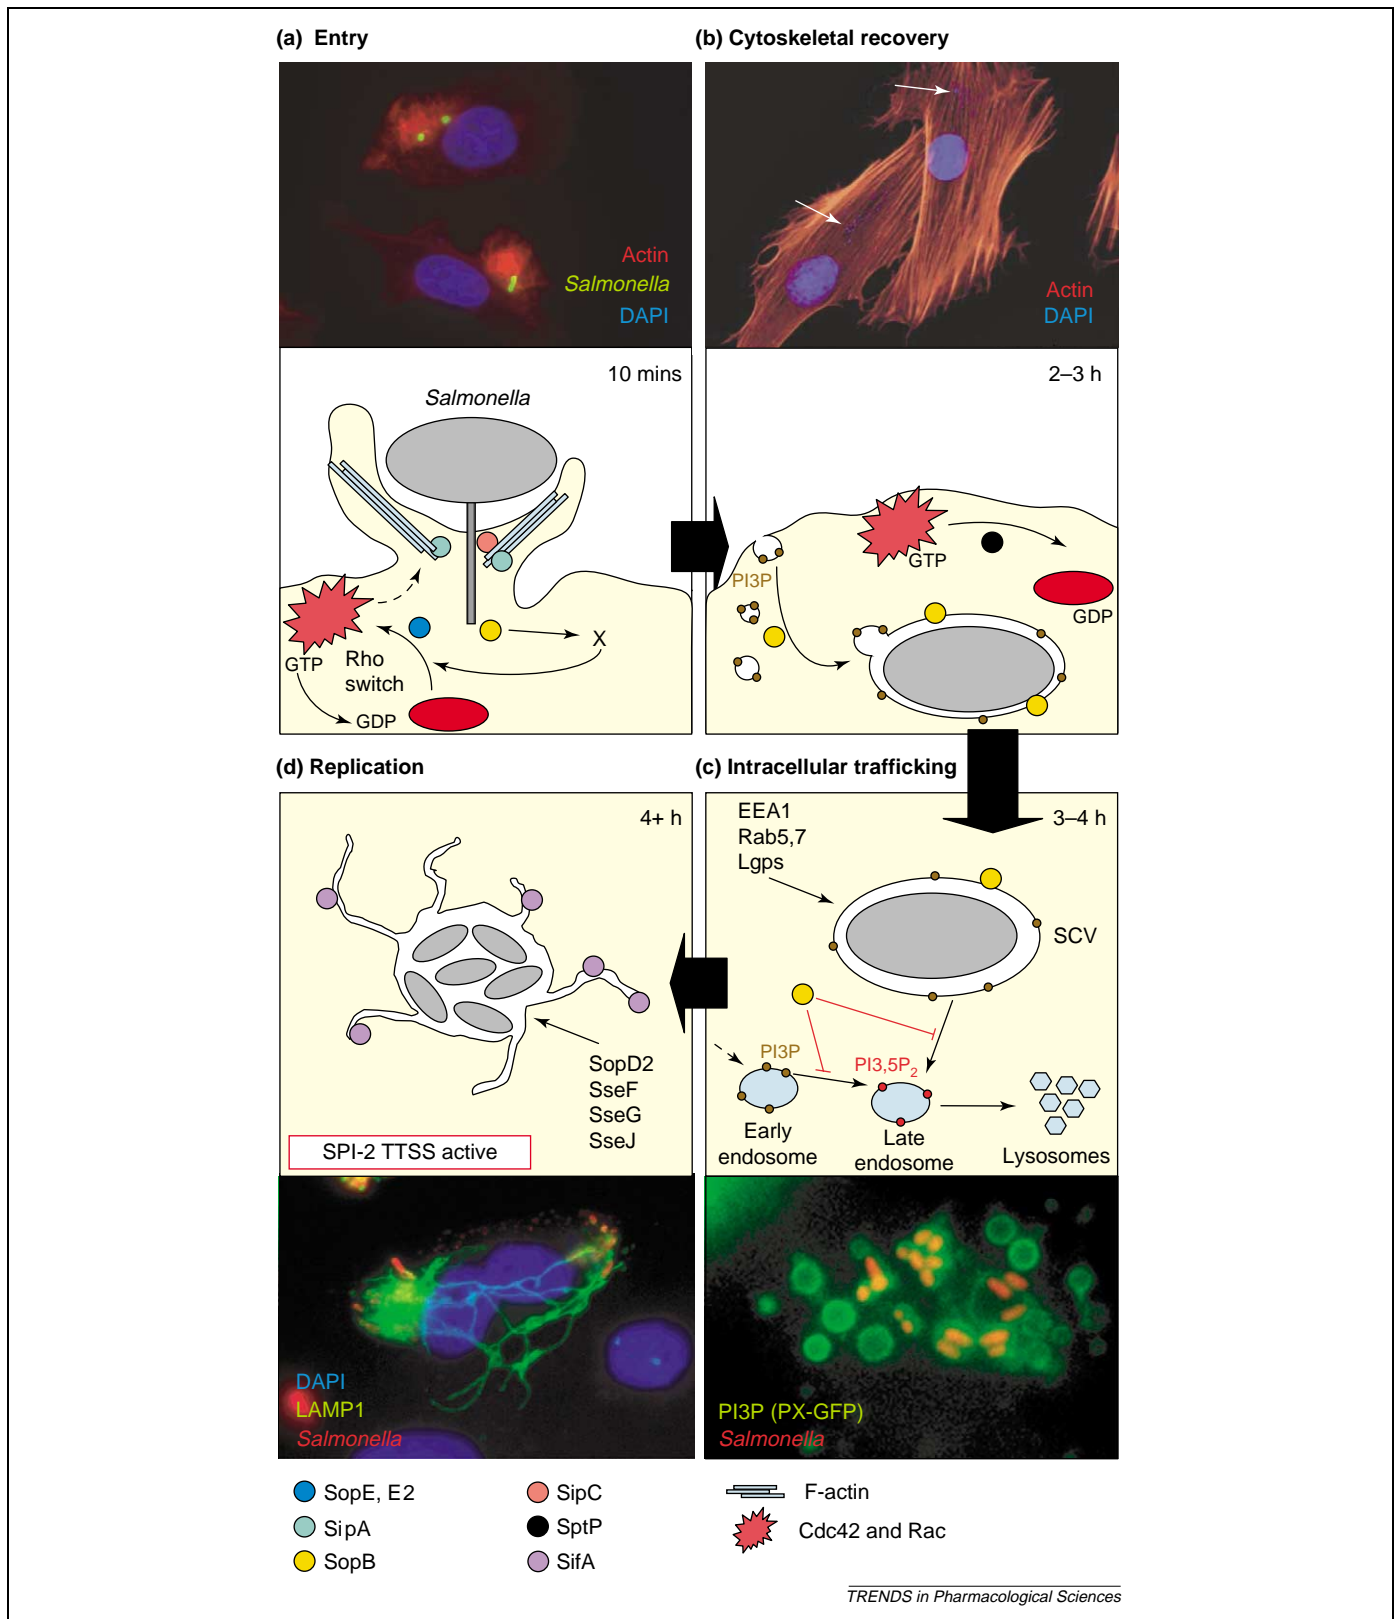 (a) Entry
Actin
Salmonella
DAPI
10 mins
Salmonella
GTP
Rho
switch
GDP
X
(b) Cytoskeletal recovery
Actin
DAPI
2–3 h
PI3P
GTP
GDP
(d) Replication
4+ h
SopD2
SseF
SseG
SseJ
SPI-2 TTSS active
DAPI
LAMP1
Salmonella
(c) Intracellular trafficking
3–4 h
EEA1
Rab5,7
Lgps
SCV
PI3P
PI3,5P2
Early
endosome
Late
endosome
Lysosomes
PI3P (PX-GFP)
Salmonella
SopE, E2
SipA
SopB
SipC
SptP
SifA
F-actin
Cdc42 and Rac
TRENDS in Pharmacological Sciences